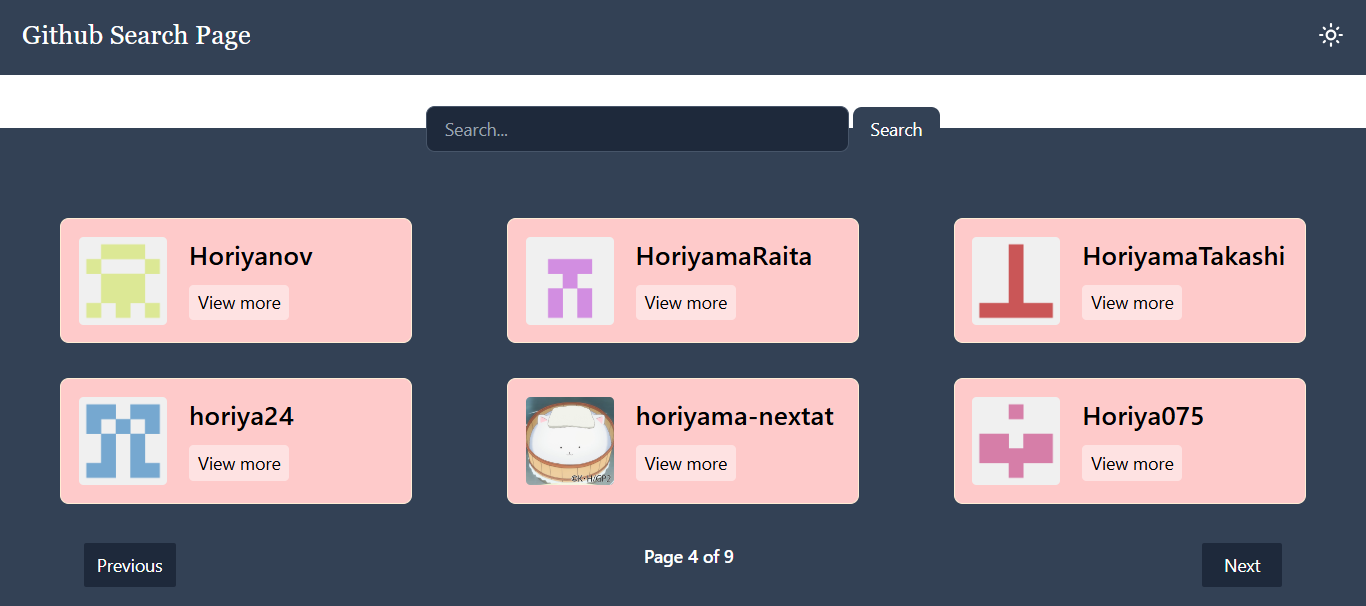 Github Search Page
Search...
Search
Horiyanov
View more
HoriyamaRaita
View more
HoriyamaTakashi
View more
horiya24
View more
horiyama-nextat
View more
©K・H/GP2
Horiya075
View more
Previous
Page 4 of 9
Next